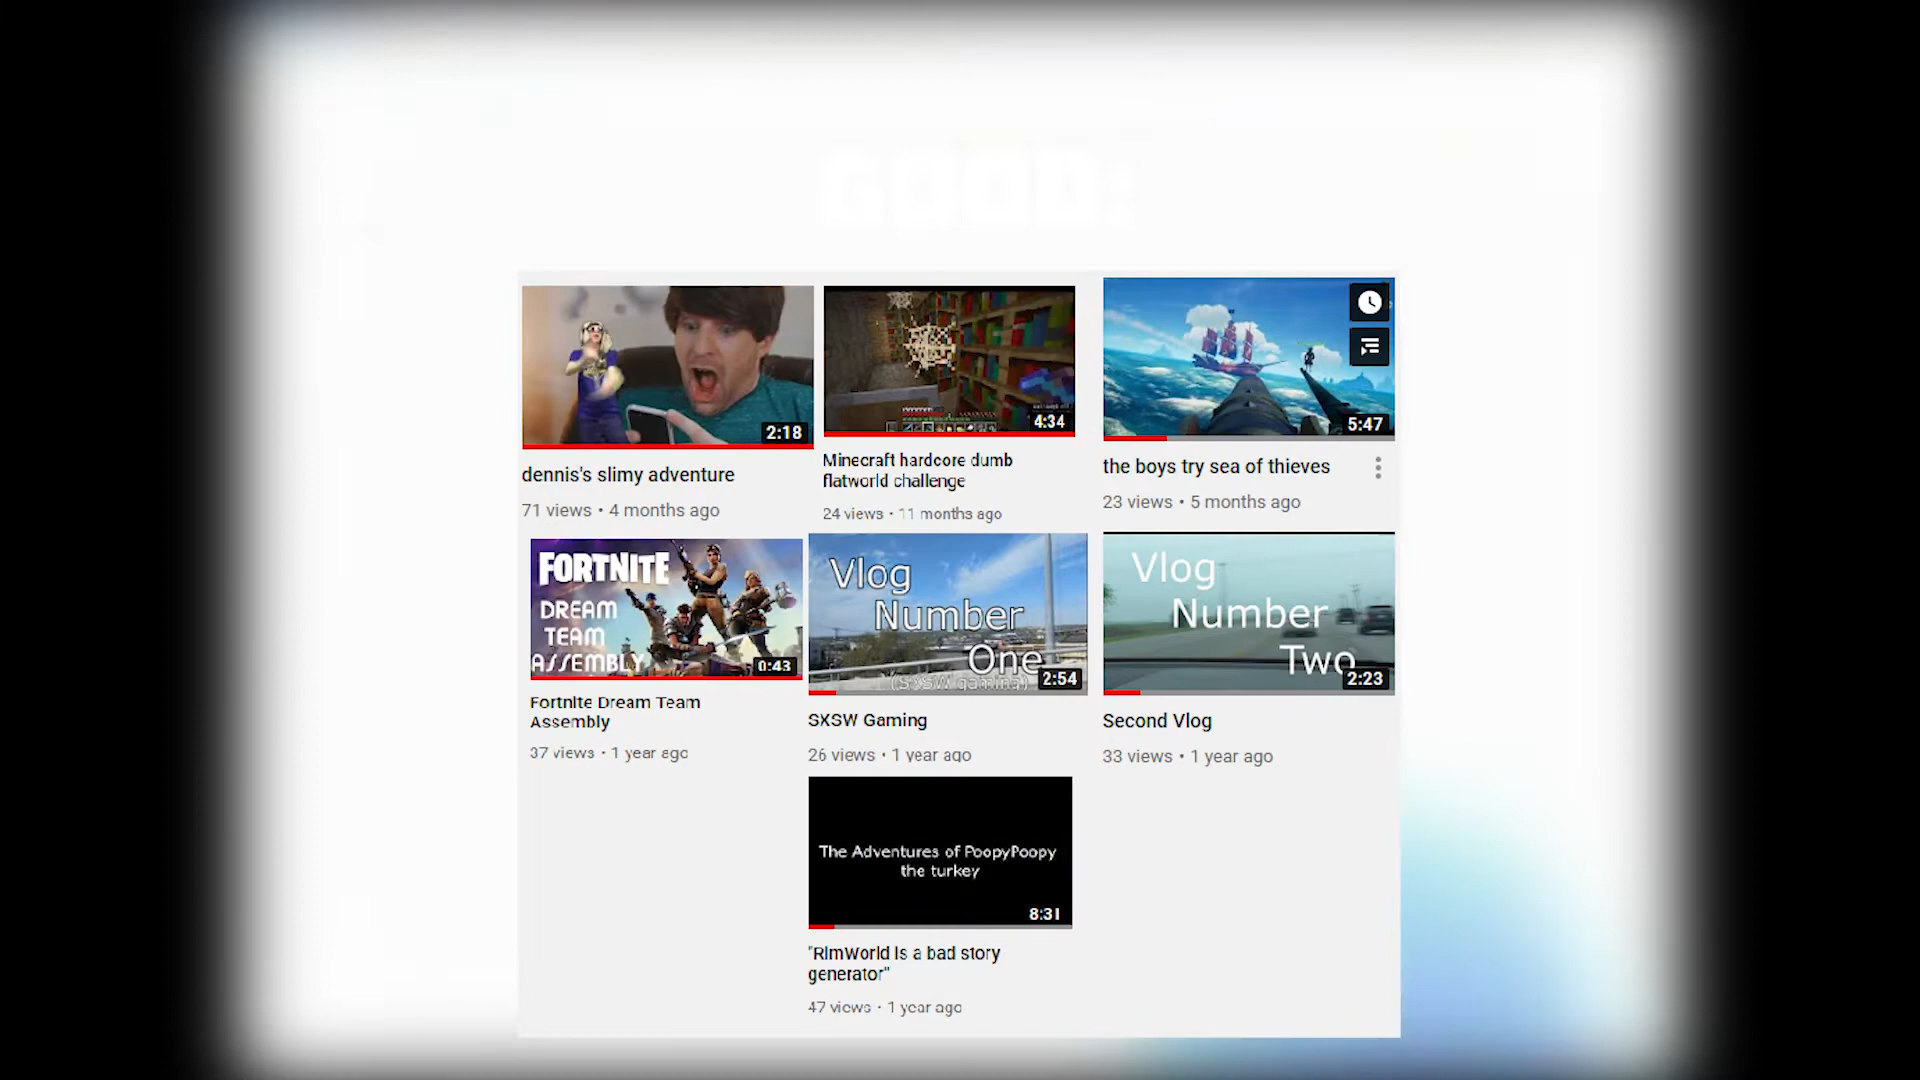 GOOD:
2:18
dennis's slimy adventure
71 views • 4 months ago
4:34
Minecraft hardcore dumb
flatworld challenge
24 views • 11 months ago
5:47
the boys try sea of thieves
23 views • 5 months ago
FORTNITE
DREAM
TEAM
ASSEMBLY
0:43
Fortnite Dream Team
Assembly
37 views • 1 year ago
Vlog
Number
One
(SXSW gaming)
2:54
SXSW Gaming
26 views • 1 year ago
Vlog
Number
Two
2:23
Second Vlog
33 views • 1 year ago
The Adventures of PoopyPoopy
the turkey
8:31
"RimWorld is a bad story
generator"
47 views • 1 year ago